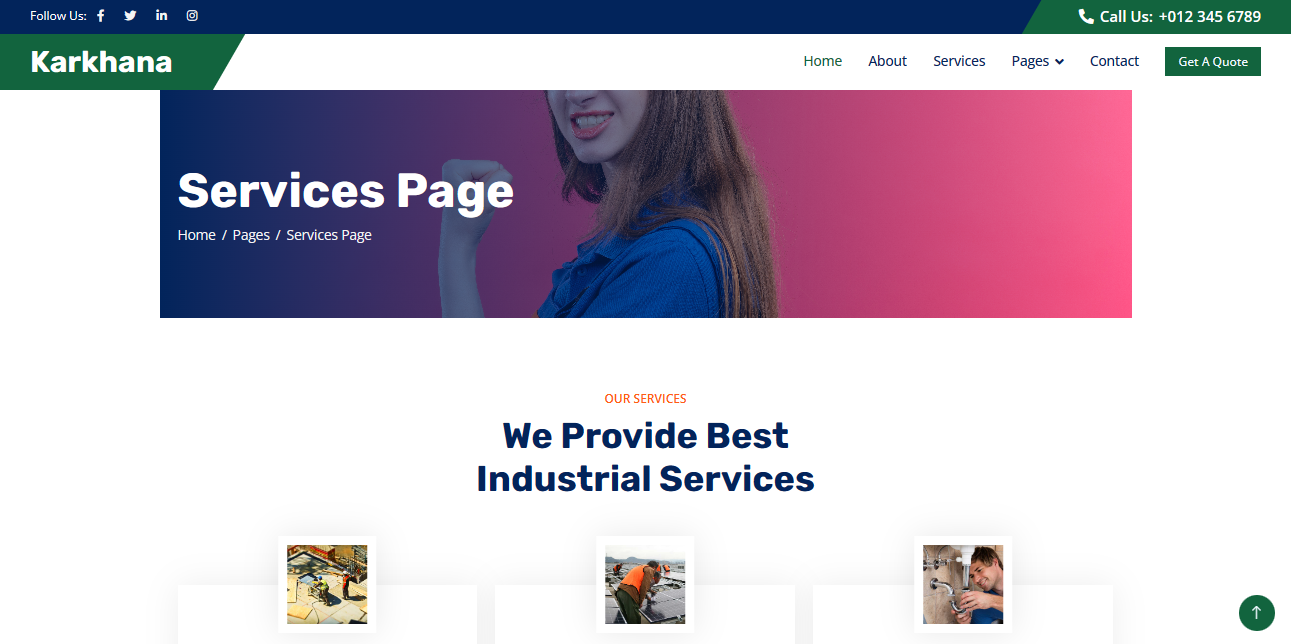 Follow Us:
Call Us: +012 345 6789
Karkhana
Home
About
Services
Pages
Contact
Get A Quote
Services Page
Home / Pages / Services Page
OUR SERVICES
We Provide Best
Industrial Services